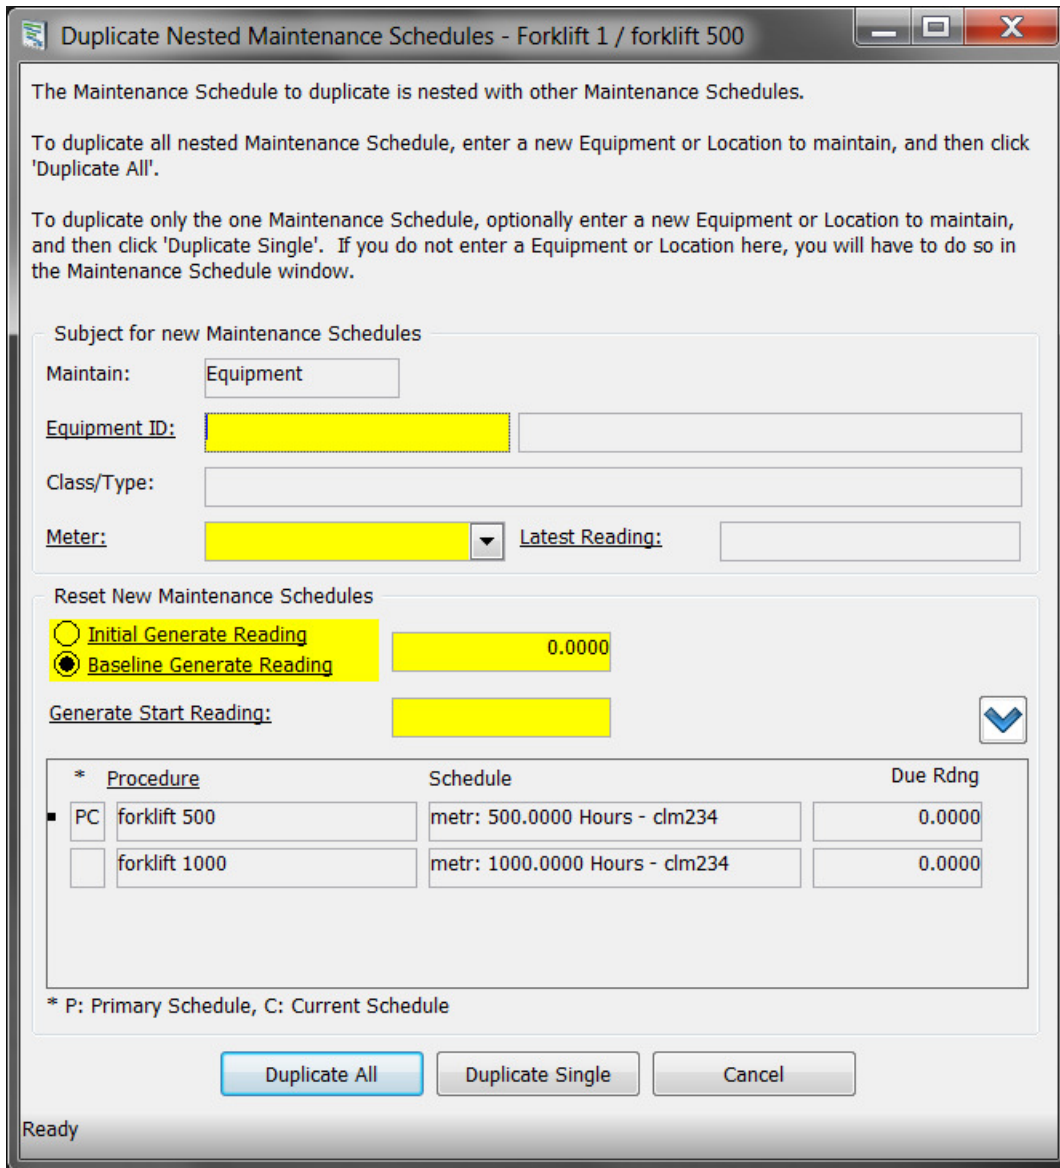 Duplicate Nested Maintenance Schedules - Forklift 1 / forklift 500
The Maintenance Schedule to duplicate is nested with other Maintenance Schedules.
To duplicate all nested Maintenance Schedule, enter a new Equipment or Location to maintain, and then click
'Duplicate All'.
To duplicate only the one Maintenance Schedule, optionally enter a new Equipment or Location to maintain,
and then click 'Duplicate Single'.  If you do not enter a Equipment or Location here, you will have to do so in
the Maintenance Schedule window.
Subject for new Maintenance Schedules
Maintain: Equipment
Equipment ID:
Class/Type:
Meter: Latest Reading:
Reset New Maintenance Schedules
Initial Generate Reading
0.0000
Baseline Generate Reading
Generate Start Reading:
* Procedure Schedule Due Rdng
PC forklift 500 metr: 500.0000 Hours - clm234 0.0000
forklift 1000 metr: 1000.0000 Hours - clm234 0.0000
* P: Primary Schedule, C: Current Schedule
Duplicate All Duplicate Single Cancel
Ready